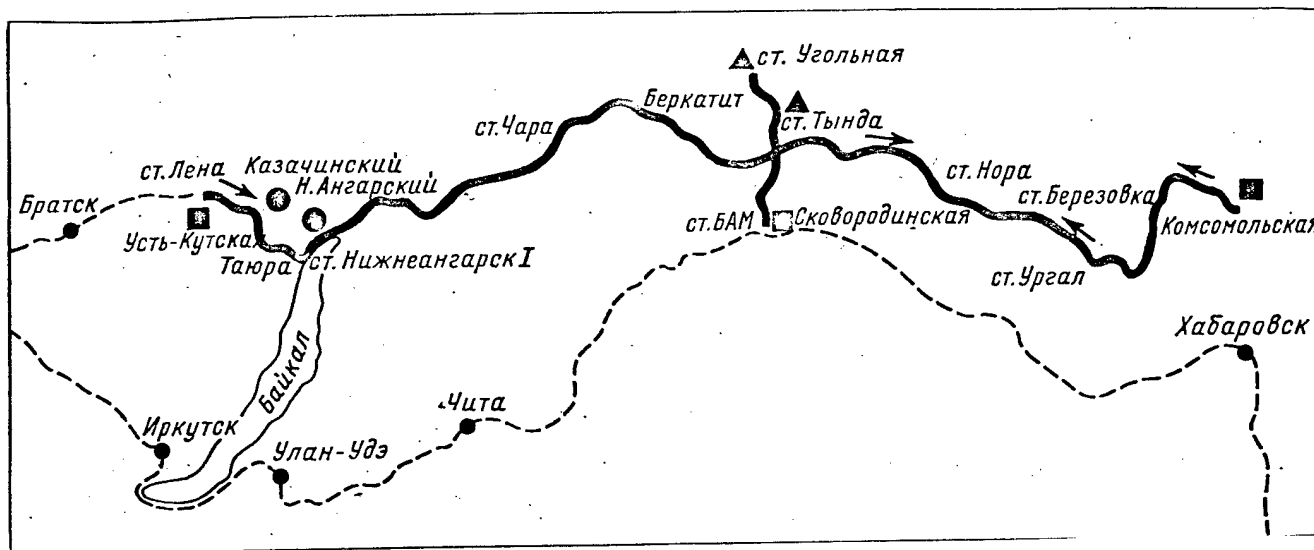 ст. Угольная
Беркатит
ст. Тында
ст. Чара
ст. Лена
Казачинский
Н. Ангарский
Братск
Усть-Кутская
Таюра
ст. Нижнеангарск I
ст. БАМ
Сковородинская
ст. Нора
ст. Березовка
Комсомольская
ст. Ургал
Хабаровск
Байкал
Чита
Иркутск
Улан-Удэ